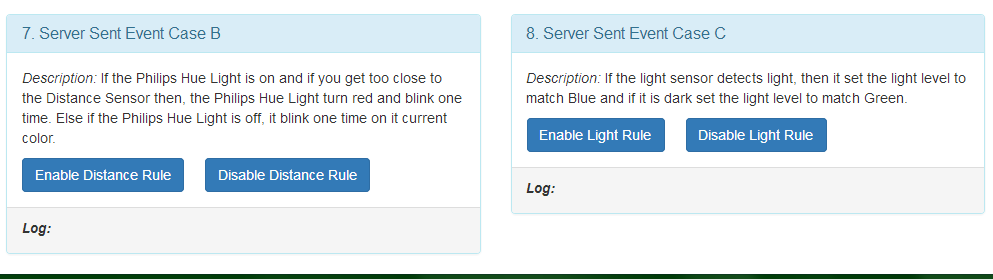 7. Server Sent Event Case B
Description: If the Philips Hue Light is on and if you get too close to
the Distance Sensor then, the Philips Hue Light turn red and blink one
time. Else if the Philips Hue Light is off, it blink one time on it current
color.
Enable Distance Rule
Disable Distance Rule
Log:
8. Server Sent Event Case C
Description: If the light sensor detects light, then it set the light level to
match Blue and if it is dark set the light level to match Green.
Enable Light Rule
Disable Light Rule
Log: